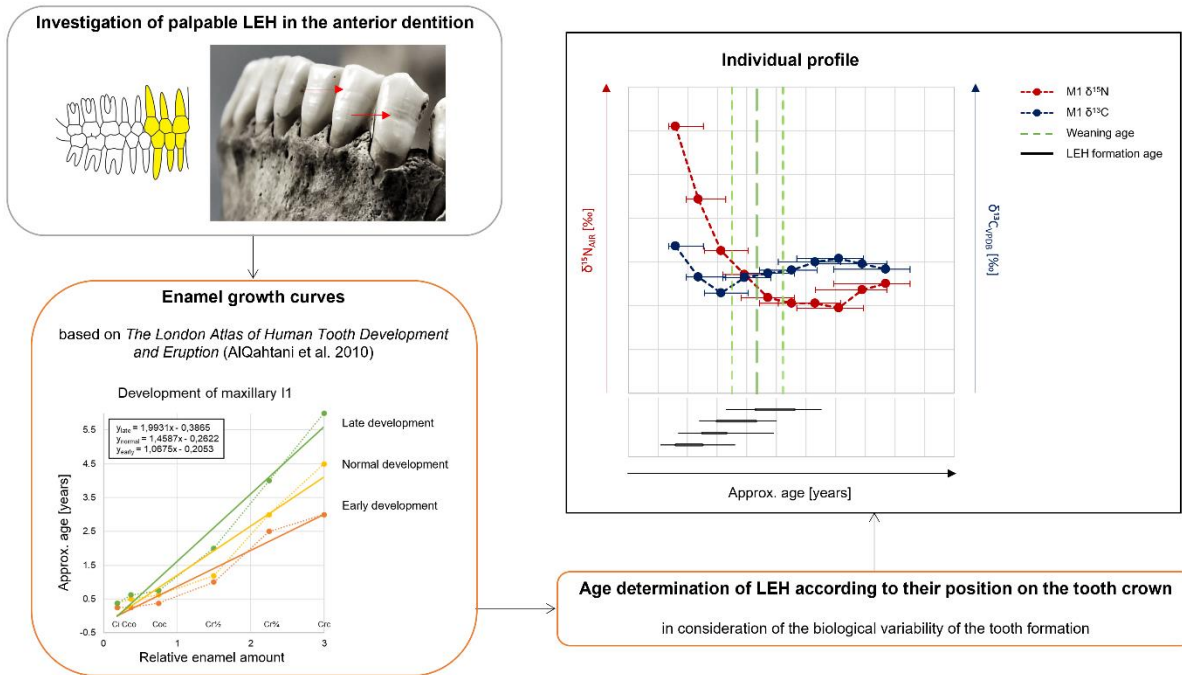 Investigation of palpable LEH in the anterior dentition
Enamel growth curves
based on The London Atlas of Human Tooth Development
and Eruption (AlQahtani et al. 2010)
Development of maxillary I1
y_late = 1,9931x - 0,3865
y_normal = 1,4587x - 0,2622
y_early = 1,0675x - 0,2053
Late development
Normal development
Early development
Approx. age [years]
5.5
4.5
3.5
2.5
1.5
0.5
-0.5
Ci Cco Coc Cr½ Cr¾ Crc
0 1 2 3
Relative enamel amount
Age determination of LEH according to their position on the tooth crown
in consideration of the biological variability of the tooth formation
Individual profile
δ¹⁵N_AIR [‰]
δ¹³C_VPDB [‰]
M1 δ¹⁵N
M1 δ¹³C
Weaning age
LEH formation age
Approx. age [years]